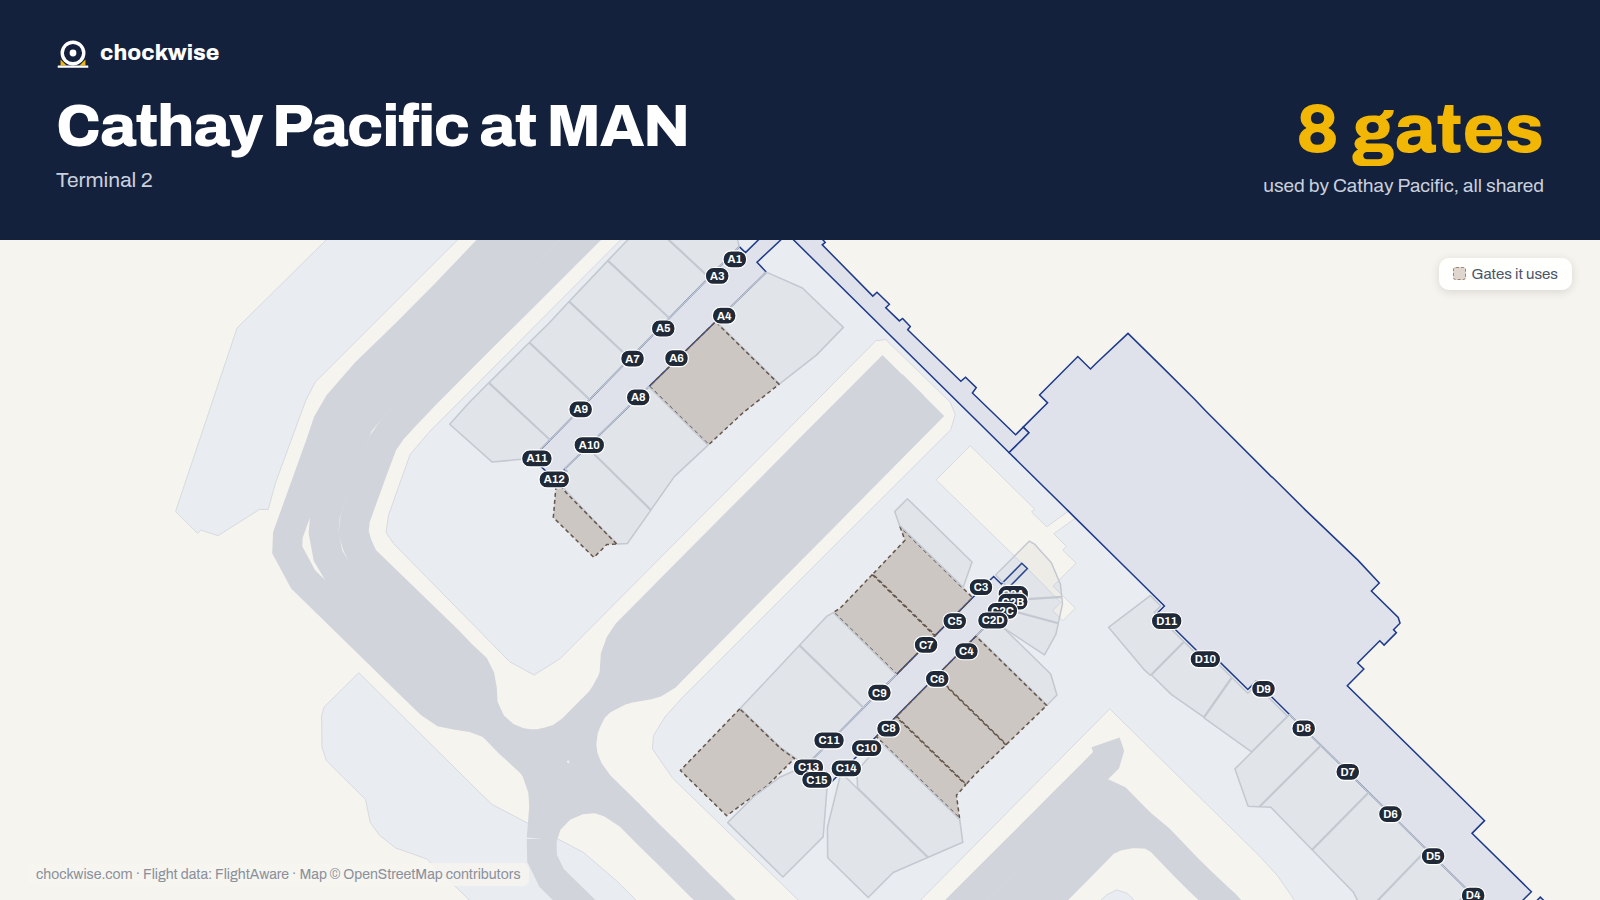 chockwise
Cathay Pacific at MAN
Terminal 2
8 gates
used by Cathay Pacific, all shared
Gates it uses
A1
A3
A4
A5
A7
A6
A8
A9
A10
A11
A12
C3
C2B
C2C
C2D
C5
C7
C4
C6
C9
C8
C11
C10
C13
C14
C15
D11
D10
D9
D8
D7
D6
D5
D4
chockwise.com · Flight data: FlightAware · Map © OpenStreetMap contributors